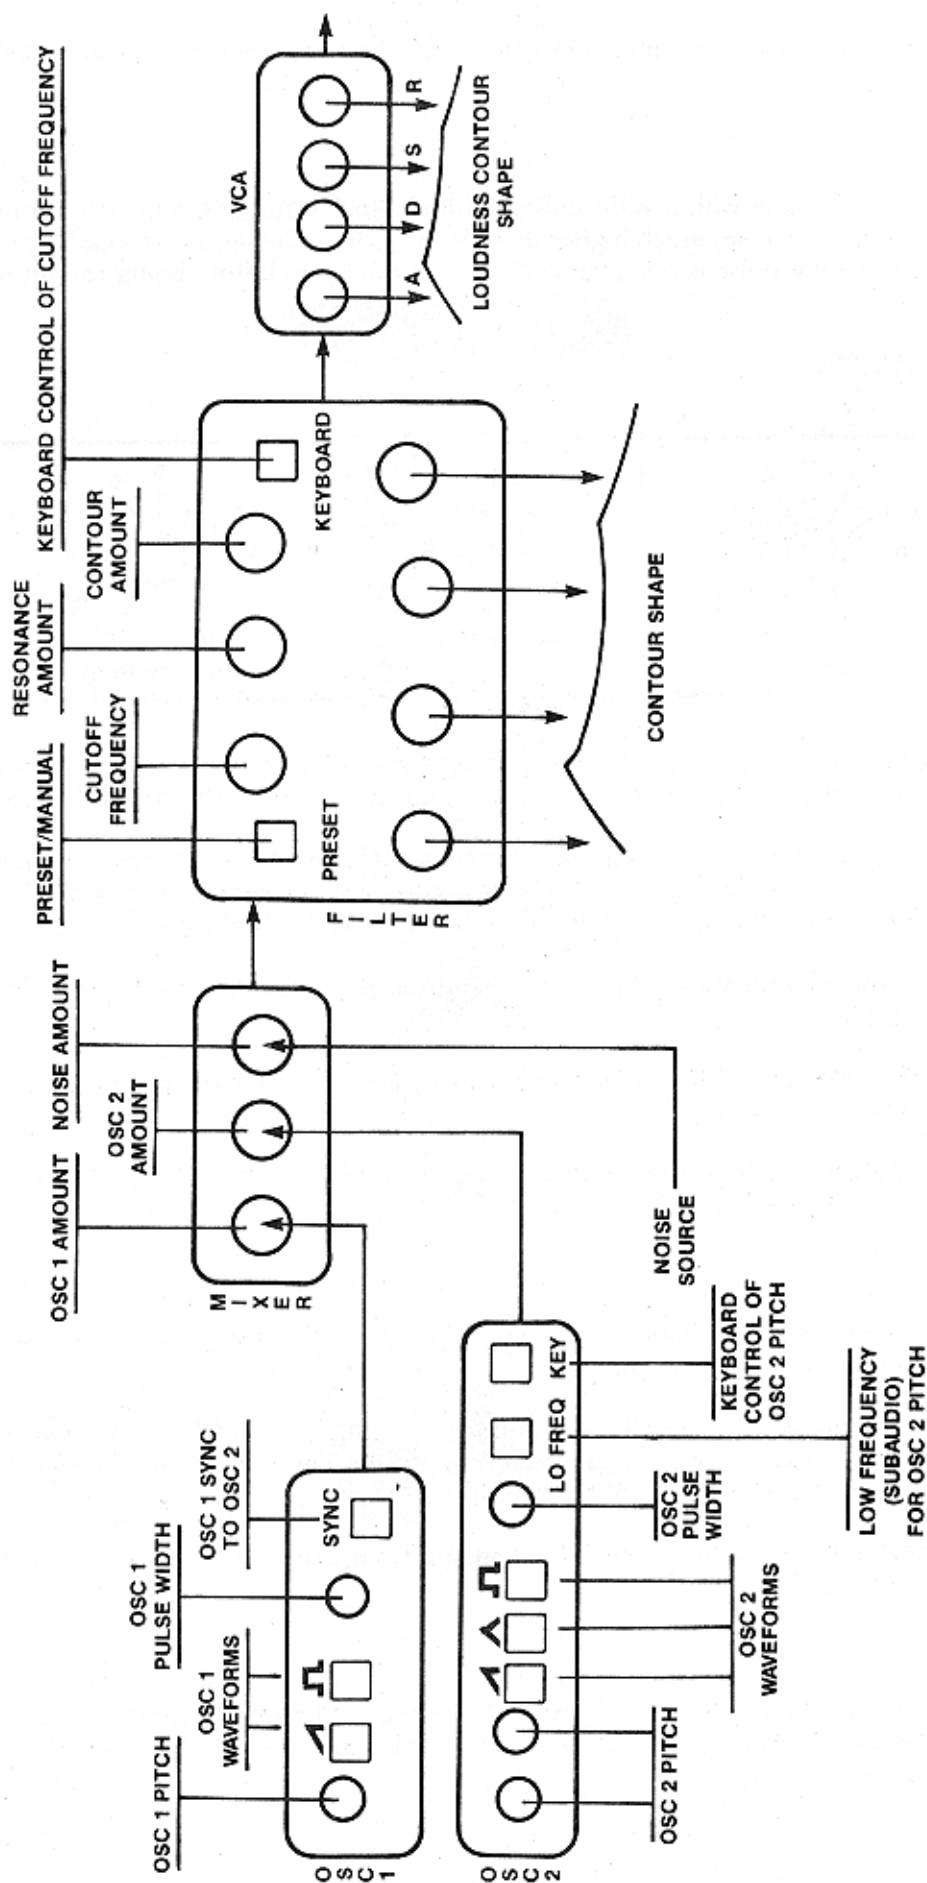 OSC 1 PITCH
OSC 1
WAVEFORMS
OSC 1
PULSE WIDTH
OSC 1 SYNC
TO OSC 2
SYNC
OSC 1
OSC 2
LO FREQ
KEY
OSC 2 PITCH
OSC 2
WAVEFORMS
OSC 2
PULSE
WIDTH
LOW FREQUENCY
(SUBAUDIO)
FOR OSC 2 PITCH
KEYBOARD
CONTROL OF
OSC 2 PITCH
NOISE
SOURCE
OSC 1 AMOUNT
OSC 2
AMOUNT
NOISE AMOUNT
MIXER
PRESET/MANUAL
CUTOFF
FREQUENCY
RESONANCE
AMOUNT
CONTOUR
AMOUNT
KEYBOARD CONTROL OF CUTOFF FREQUENCY
FILTER
PRESET
KEYBOARD
CONTOUR SHAPE
VCA
A
D
S
R
LOUDNESS CONTOUR
SHAPE